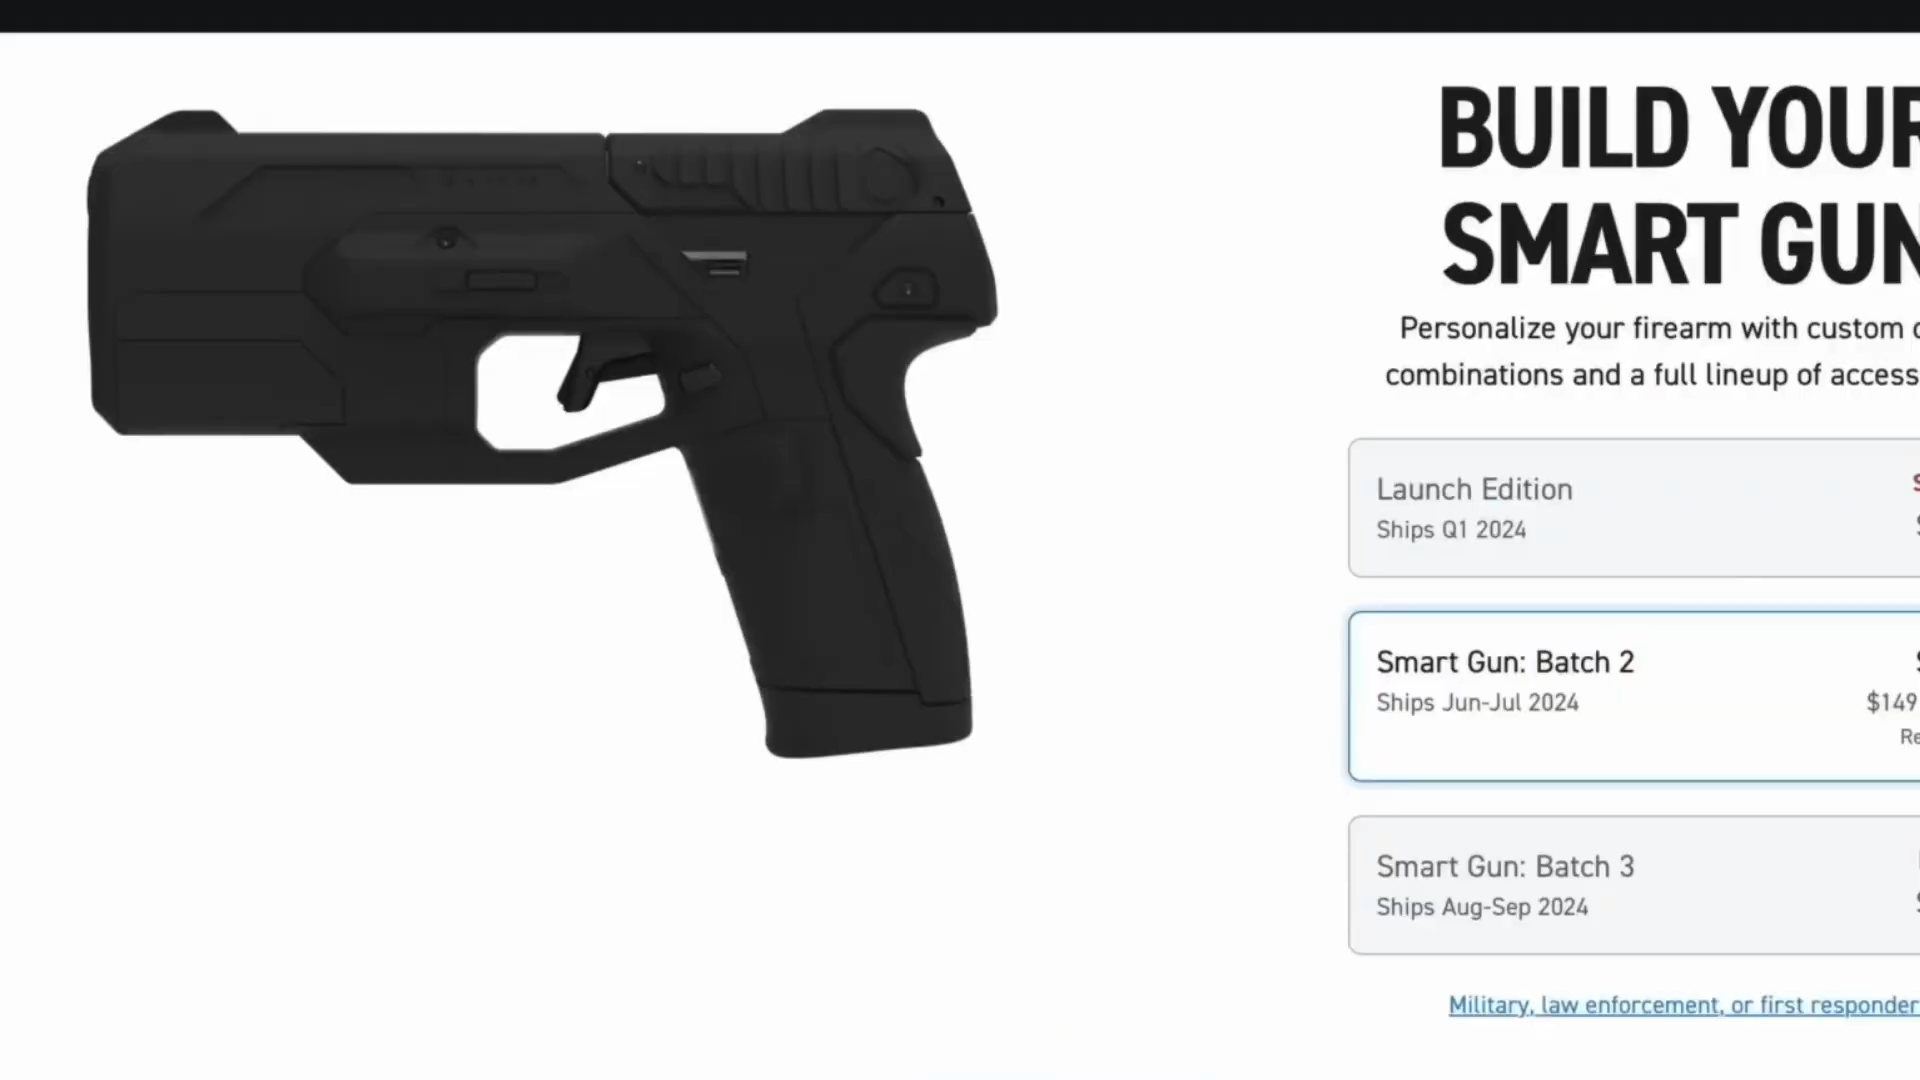 BUILD YOUR
SMART GUN
Personalize your firearm with custom
combinations and a full lineup of access
Launch Edition
Ships Q1 2024
Smart Gun: Batch 2
Ships Jun-Jul 2024
$149
Re
Smart Gun: Batch 3
Ships Aug-Sep 2024
Military, law enforcement, or first responder